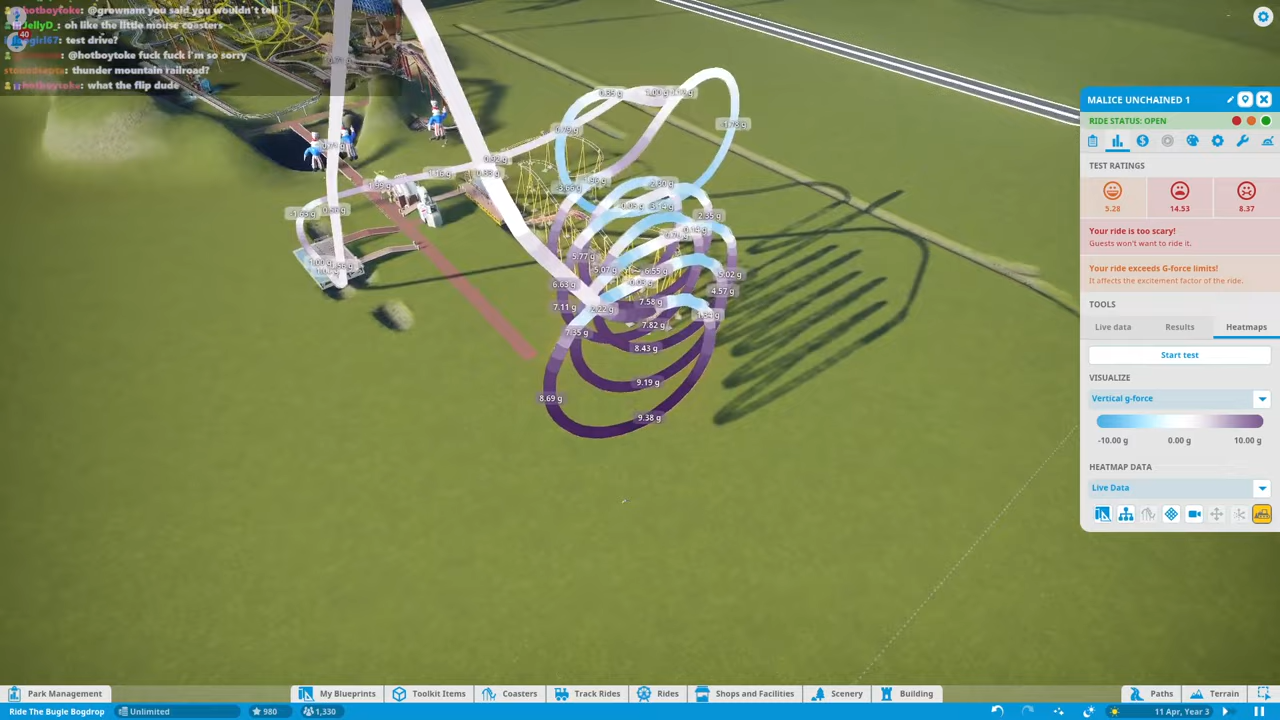 hotboytoke: @grownam you said you wouldn't tell
JellyD_: oh like the little mouse coasters
test drive?
@hotboytoke fuck fuck i'm so sorry
thunder mountain railroad?
hotboytoke: what the flip dude
40
MALICE UNCHAINED 1
RIDE STATUS: OPEN
TEST RATINGS
5.28 14.53 8.37
Your ride is too scary!
Guests won't want to ride it.
Your ride exceeds G-force limits!
It affects the excitement factor of the ride.
TOOLS
Live data Results Heatmaps
Start test
VISUALIZE
Vertical g-force
-10.00 g 0.00 g 10.00 g
HEATMAP DATA
Live Data
1.16 g
5.77 g
6.63 g
7.11 g
7.35 g
8.69 g
5.02 g
4.57 g
7.58 g
7.82 g
8.43 g
9.19 g
9.38 g
Park Management My Blueprints Toolkit Items Coasters Track Rides Rides Shops and Facilities Scenery Building Paths Terrain
Ride The Bugle Bogdrop Unlimited 980 1,330 11 Apr, Year 3